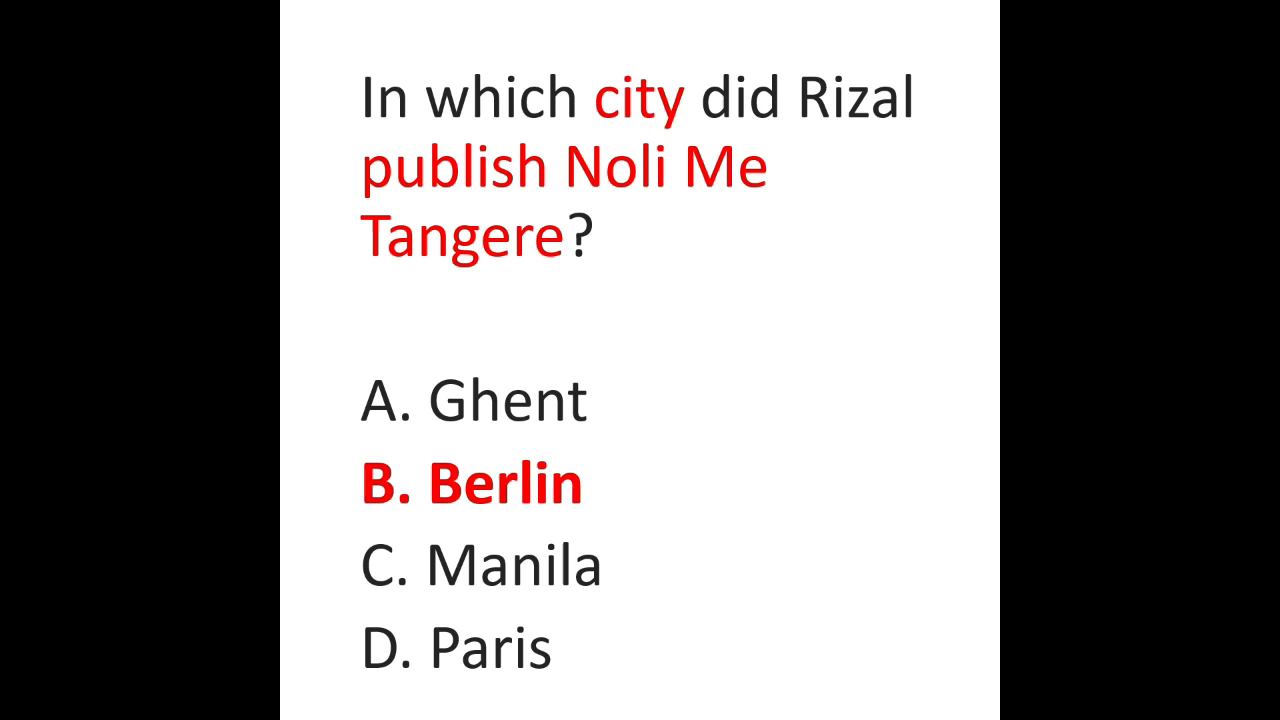 In which city did Rizal
publish Noli Me
Tangere?
A. Ghent
B. Berlin
C. Manila
D. Paris